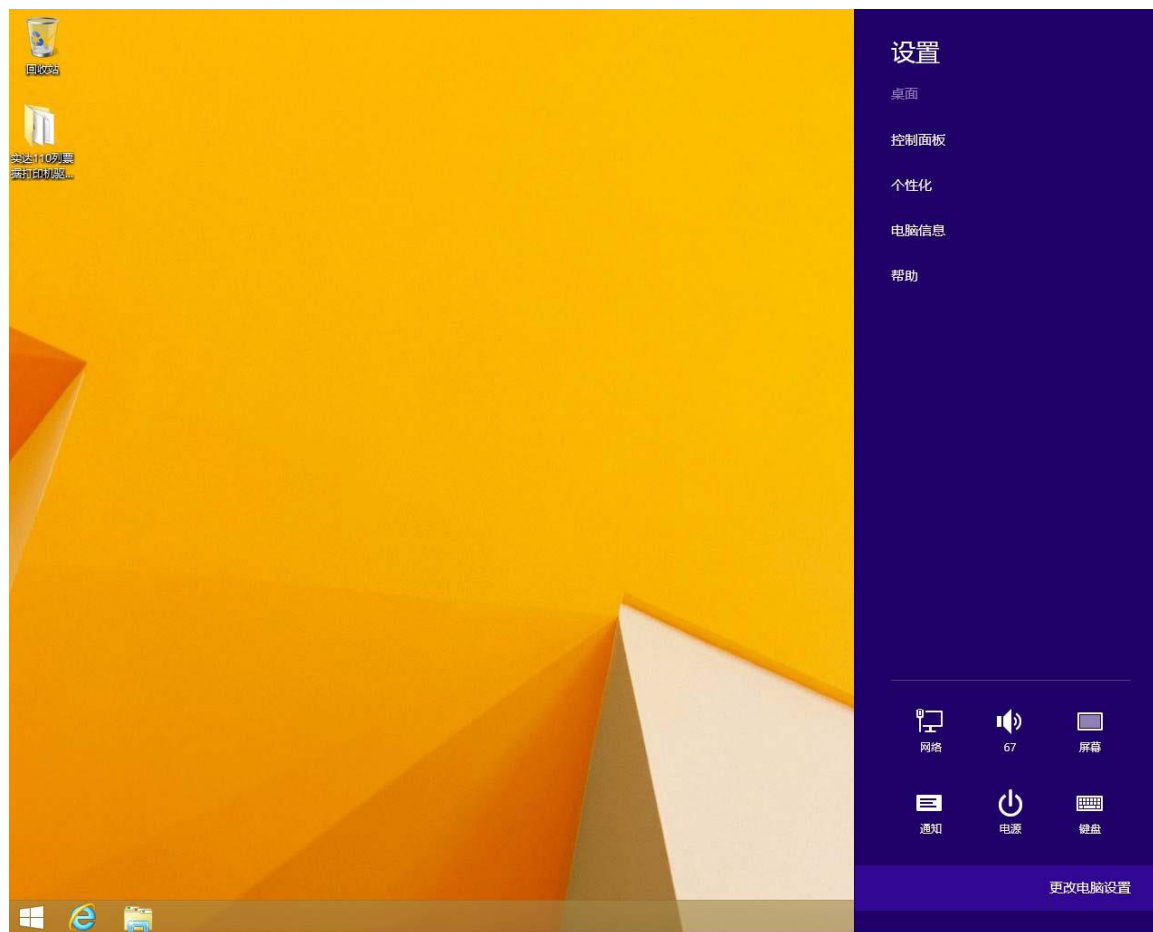 回收站
实达110列票
据打印机驱...
设置
桌面
控制面板
个性化
电脑信息
帮助
网络
67
屏幕
通知
电源
键盘
更改电脑设置